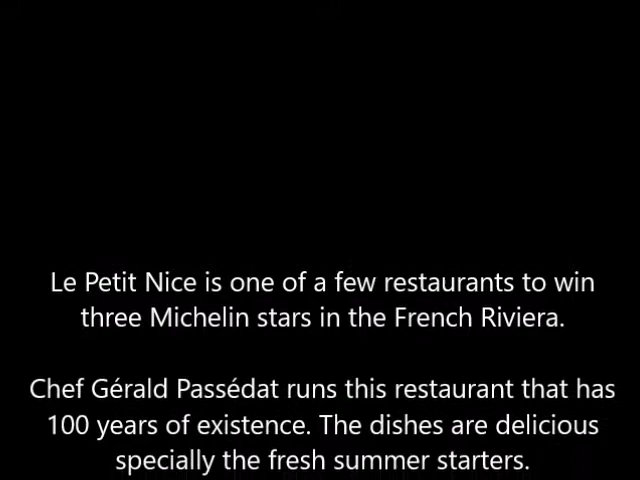 Le Petit Nice is one of a few restaurants to win
three Michelin stars in the French Riviera.
Chef Gérald Passédat runs this restaurant that has
100 years of existence. The dishes are delicious
specially the fresh summer starters.